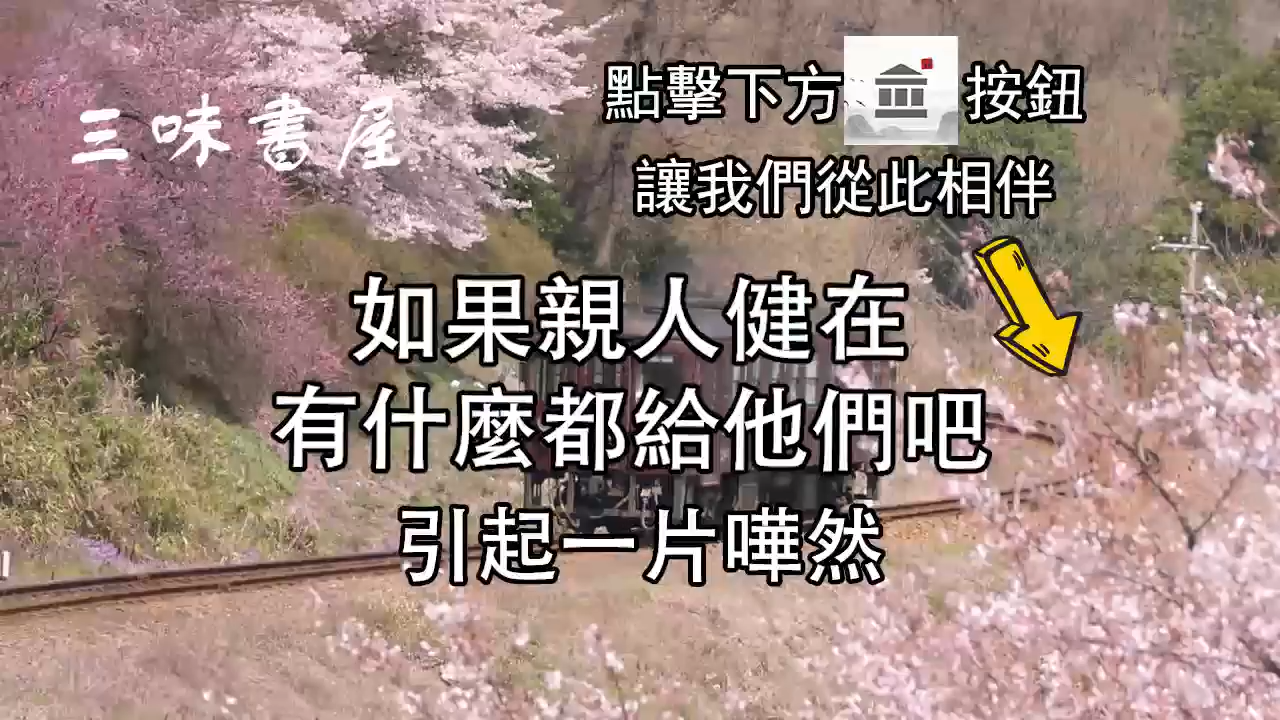 三味書屋
點擊下方 按鈕
讓我們從此相伴
如果親人健在
有什麼都給他們吧
引起一片嘩然